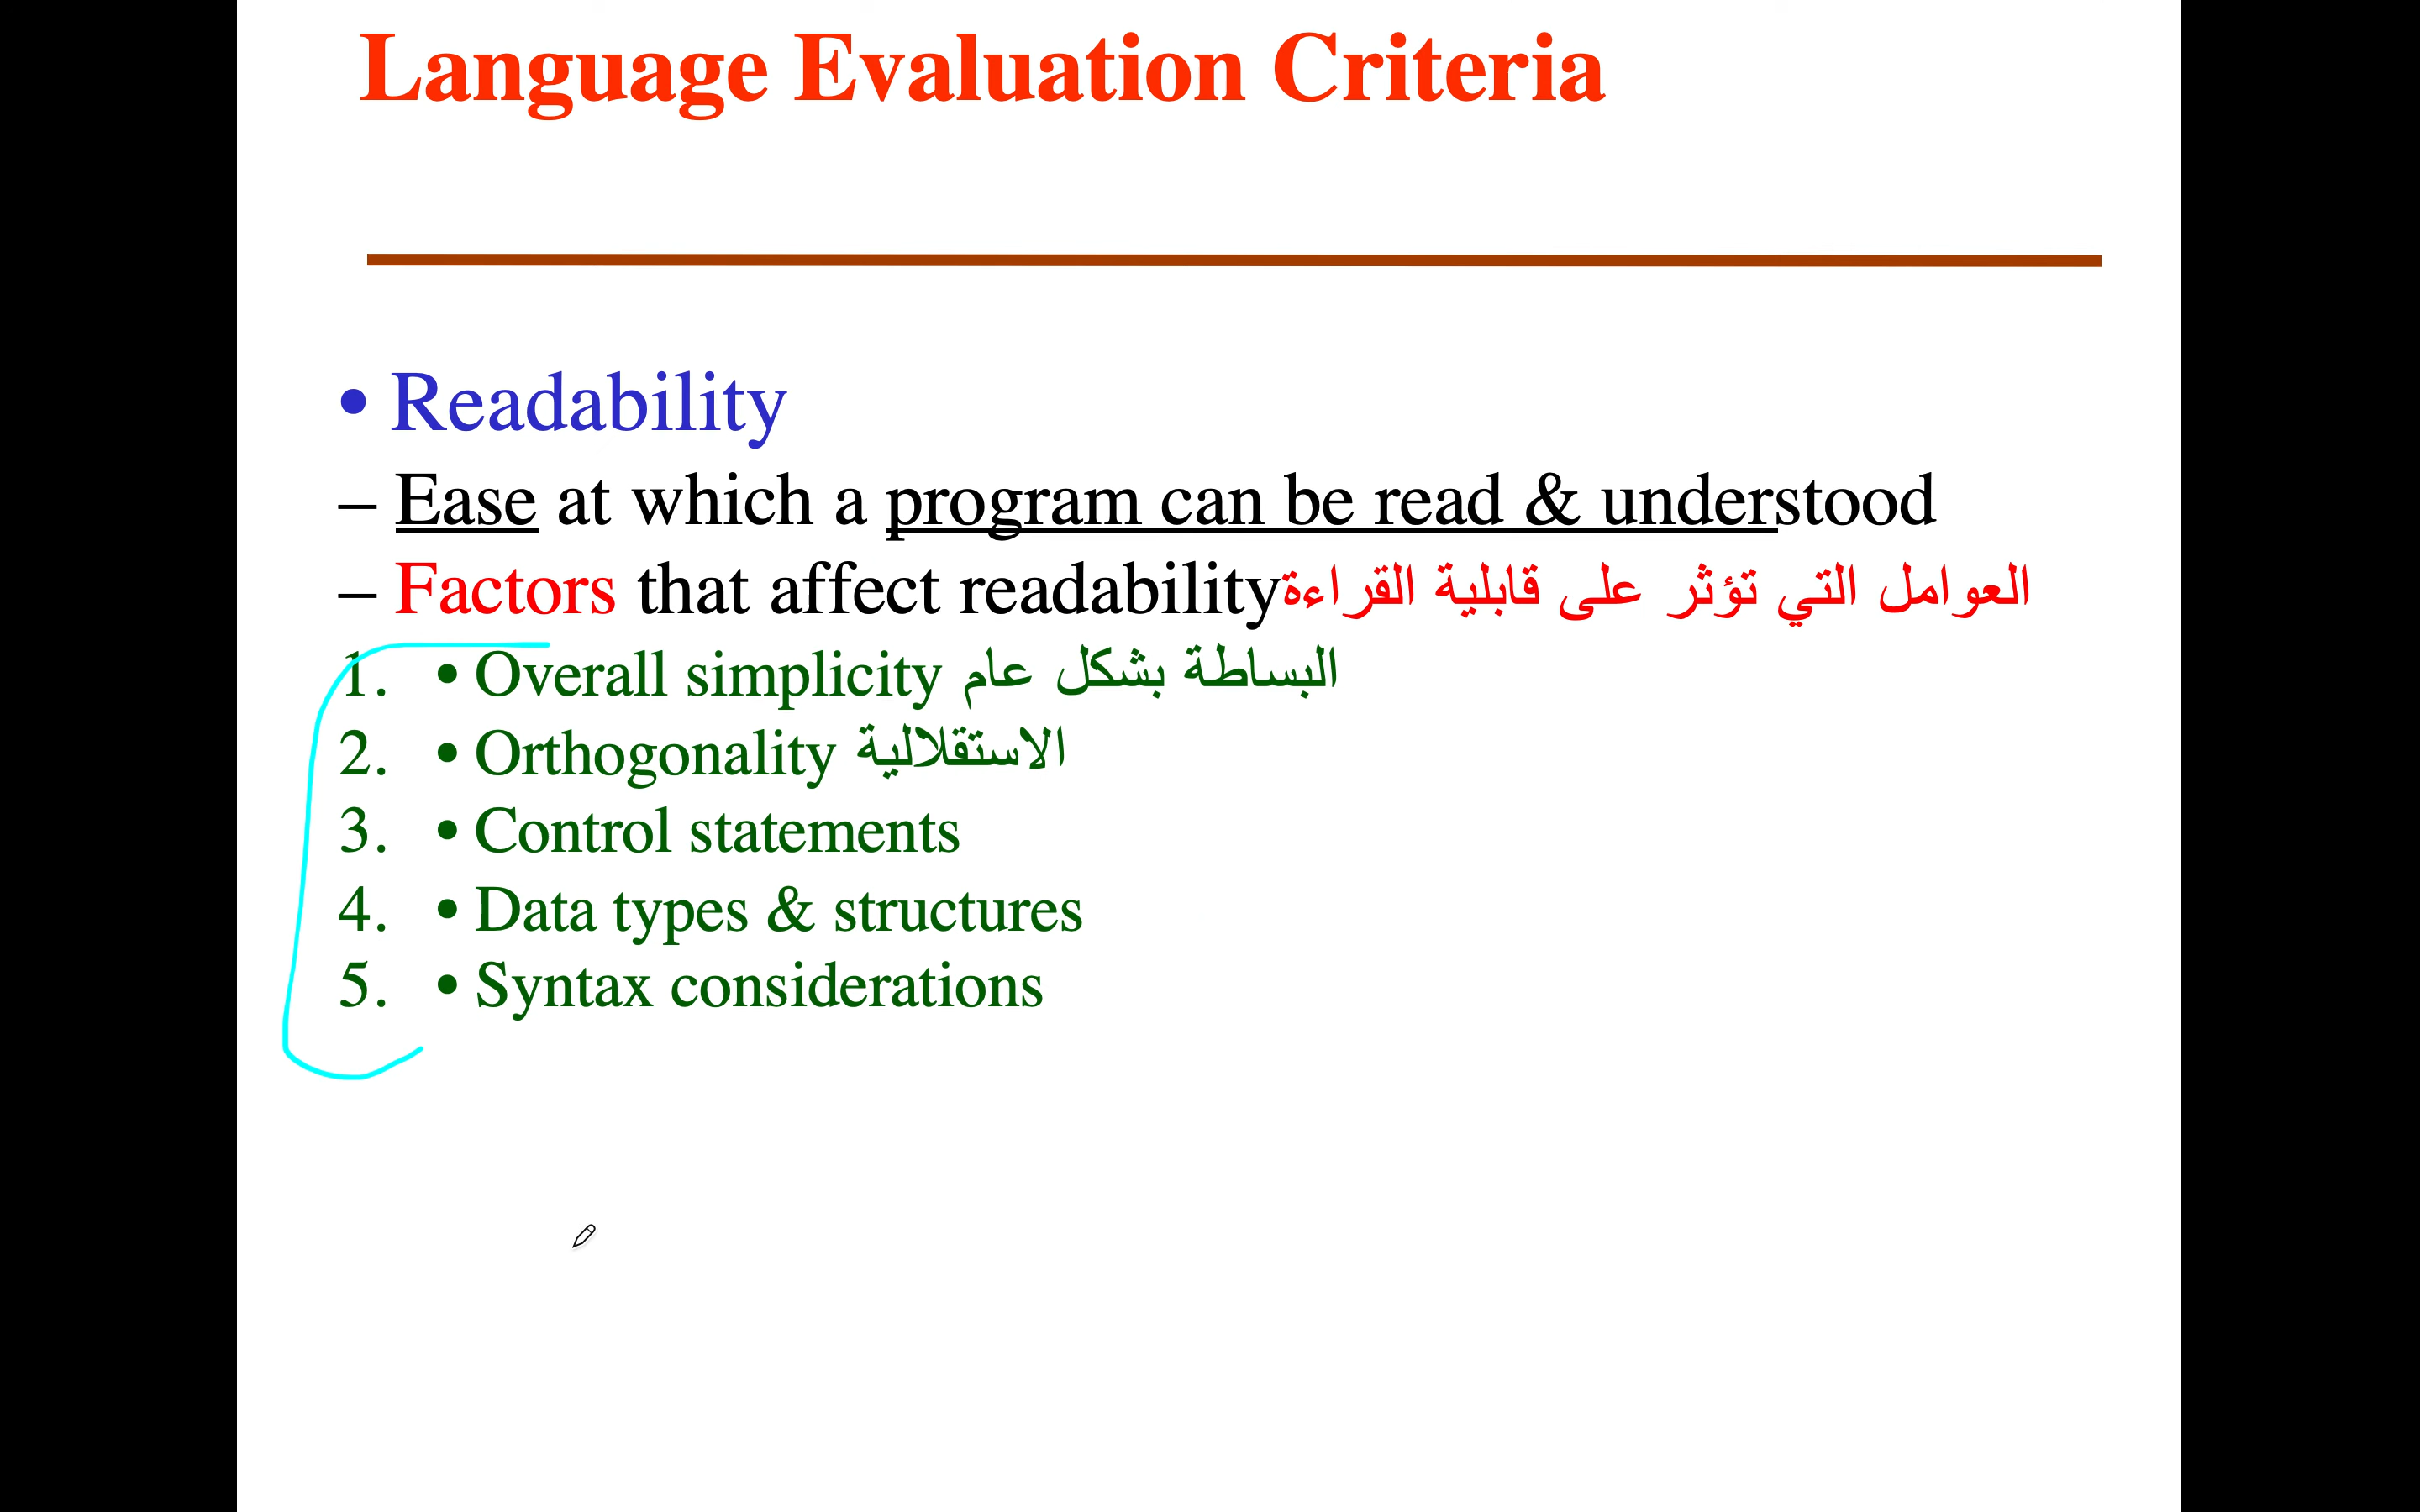 Language Evaluation Criteria
• Readability
– Ease at which a program can be read & understood
– Factors that affect readability العوامل التي تؤثر على قابلية القراءة
1. • Overall simplicity البساطة بشكل عام
2. • Orthogonality الاستقلالية
3. • Control statements
4. • Data types & structures
5. • Syntax considerations